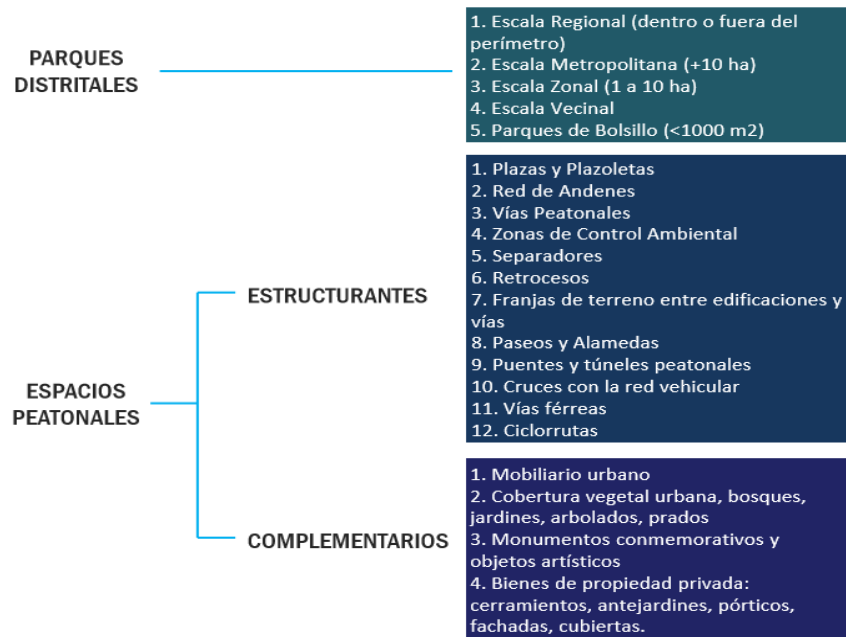 PARQUES
DISTRITALES
1. Escala Regional (dentro o fuera del
perímetro)
2. Escala Metropolitana (+10 ha)
3. Escala Zonal (1 a 10 ha)
4. Escala Vecinal
5. Parques de Bolsillo (<1000 m2)
ESPACIOS
PEATONALES
ESTRUCTURANTES
1. Plazas y Plazoletas
2. Red de Andenes
3. Vías Peatonales
4. Zonas de Control Ambiental
5. Separadores
6. Retrocesos
7. Franjas de terreno entre edificaciones y
vías
8. Paseos y Alamedas
9. Puentes y túneles peatonales
10. Cruces con la red vehicular
11. Vías férreas
12. Ciclorrutas
COMPLEMENTARIOS
1. Mobiliario urbano
2. Cobertura vegetal urbana, bosques,
jardines, arbolados, prados
3. Monumentos conmemorativos y
objetos artísticos
4. Bienes de propiedad privada:
cerramientos, antejardines, pórticos,
fachadas, cubiertas.